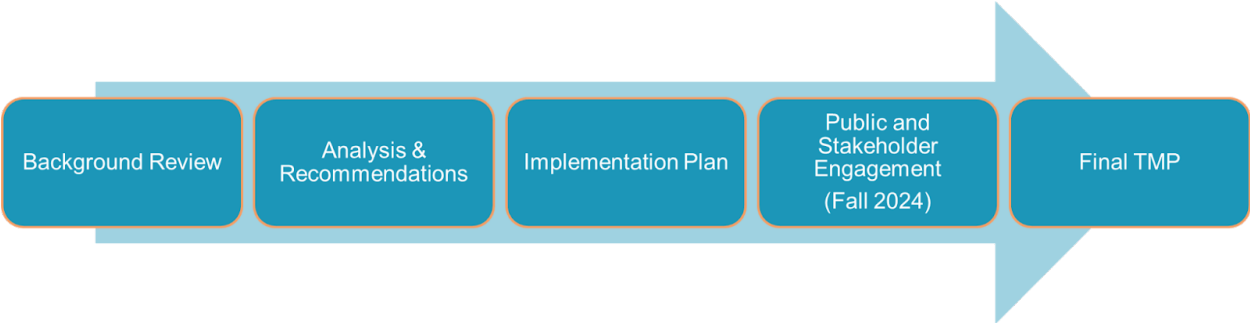 Background Review
Analysis &
Recommendations
Implementation Plan
Public and
Stakeholder
Engagement
(Fall 2024)
Final TMP